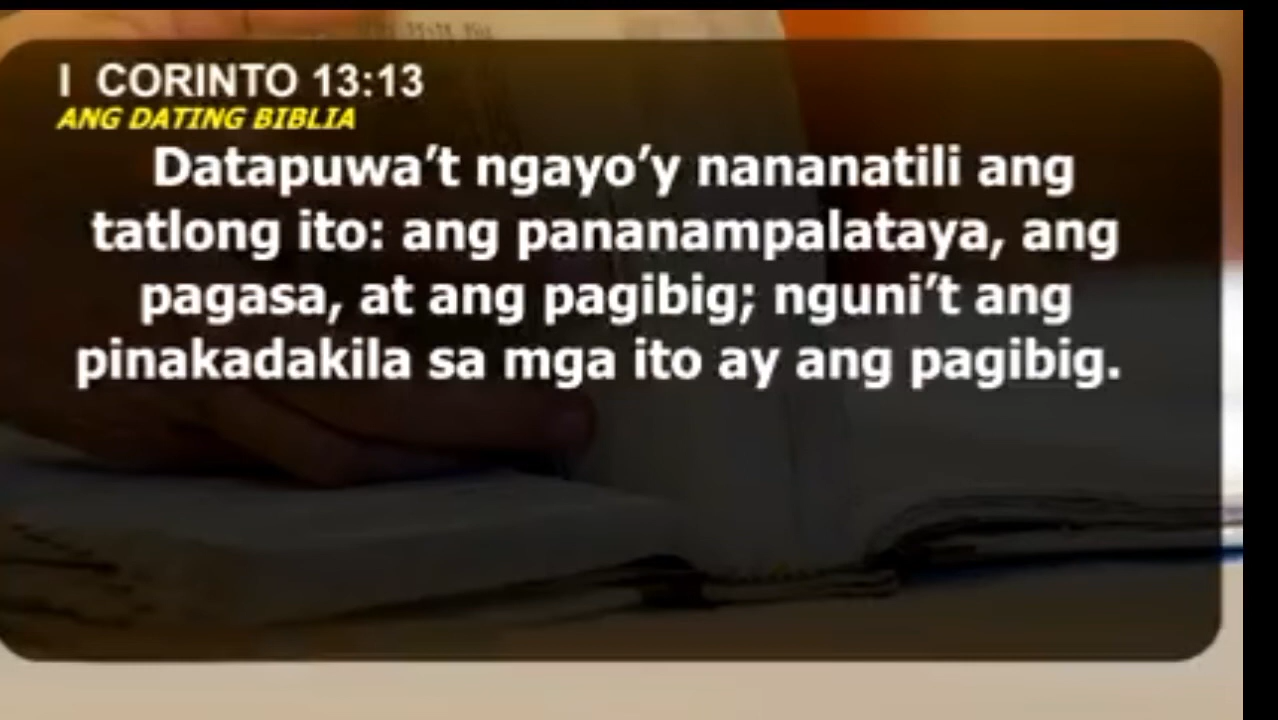 I CORINTO 13:13
ANG DATING BIBLIA
Datapuwa’t ngayo’y nananatili ang
tatlong ito: ang pananampalataya, ang
pagasa, at ang pagibig; nguni’t ang
pinakadakila sa mga ito ay ang pagibig.